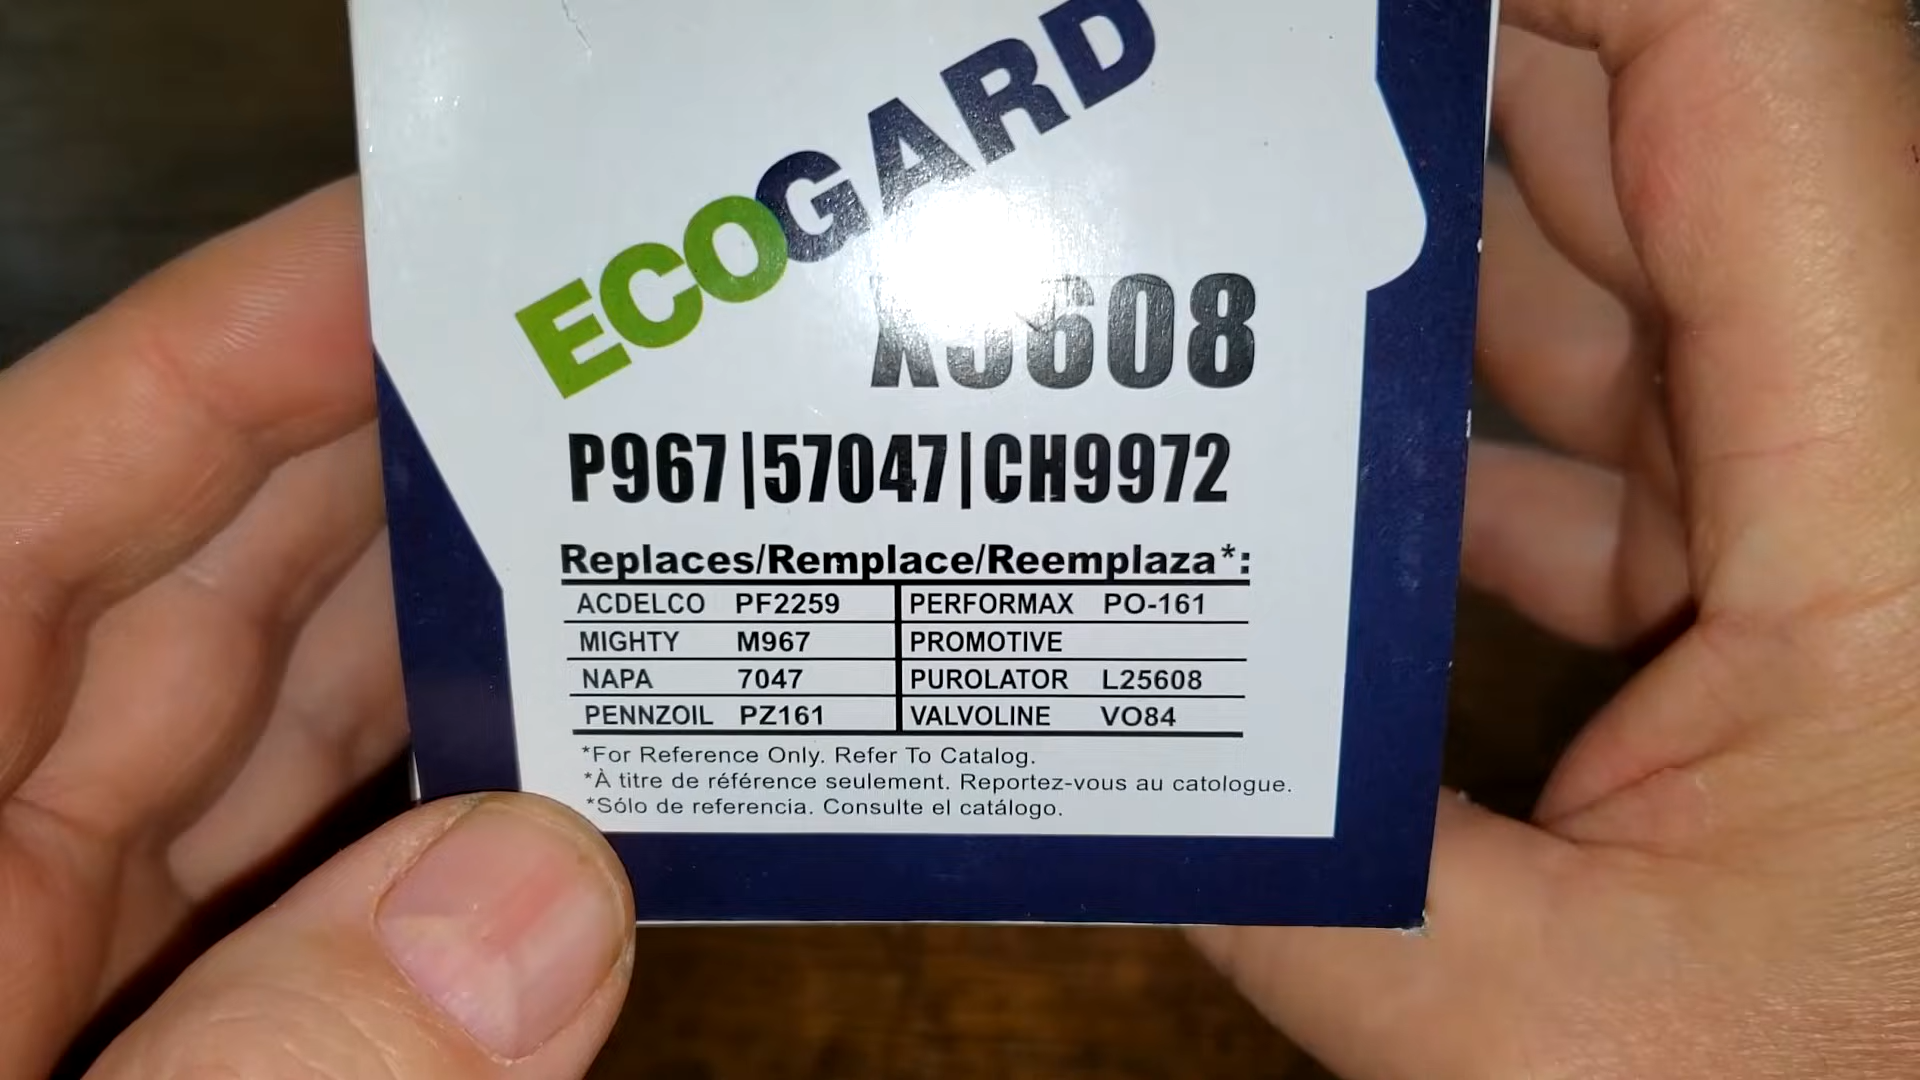 ECOGARD
X5608
P967|57047|CH9972
Replaces/Remplace/Reemplaza*:
ACDELCO PF2259 PERFORMAX PO-161
MIGHTY M967 PROMOTIVE
NAPA 7047 PUROLATOR L25608
PENNZOIL PZ161 VALVOLINE VO84
*For Reference Only. Refer To Catalog.
*À titre de référence seulement. Reportez-vous au catologue.
*Sólo de referencia. Consulte el catálogo.